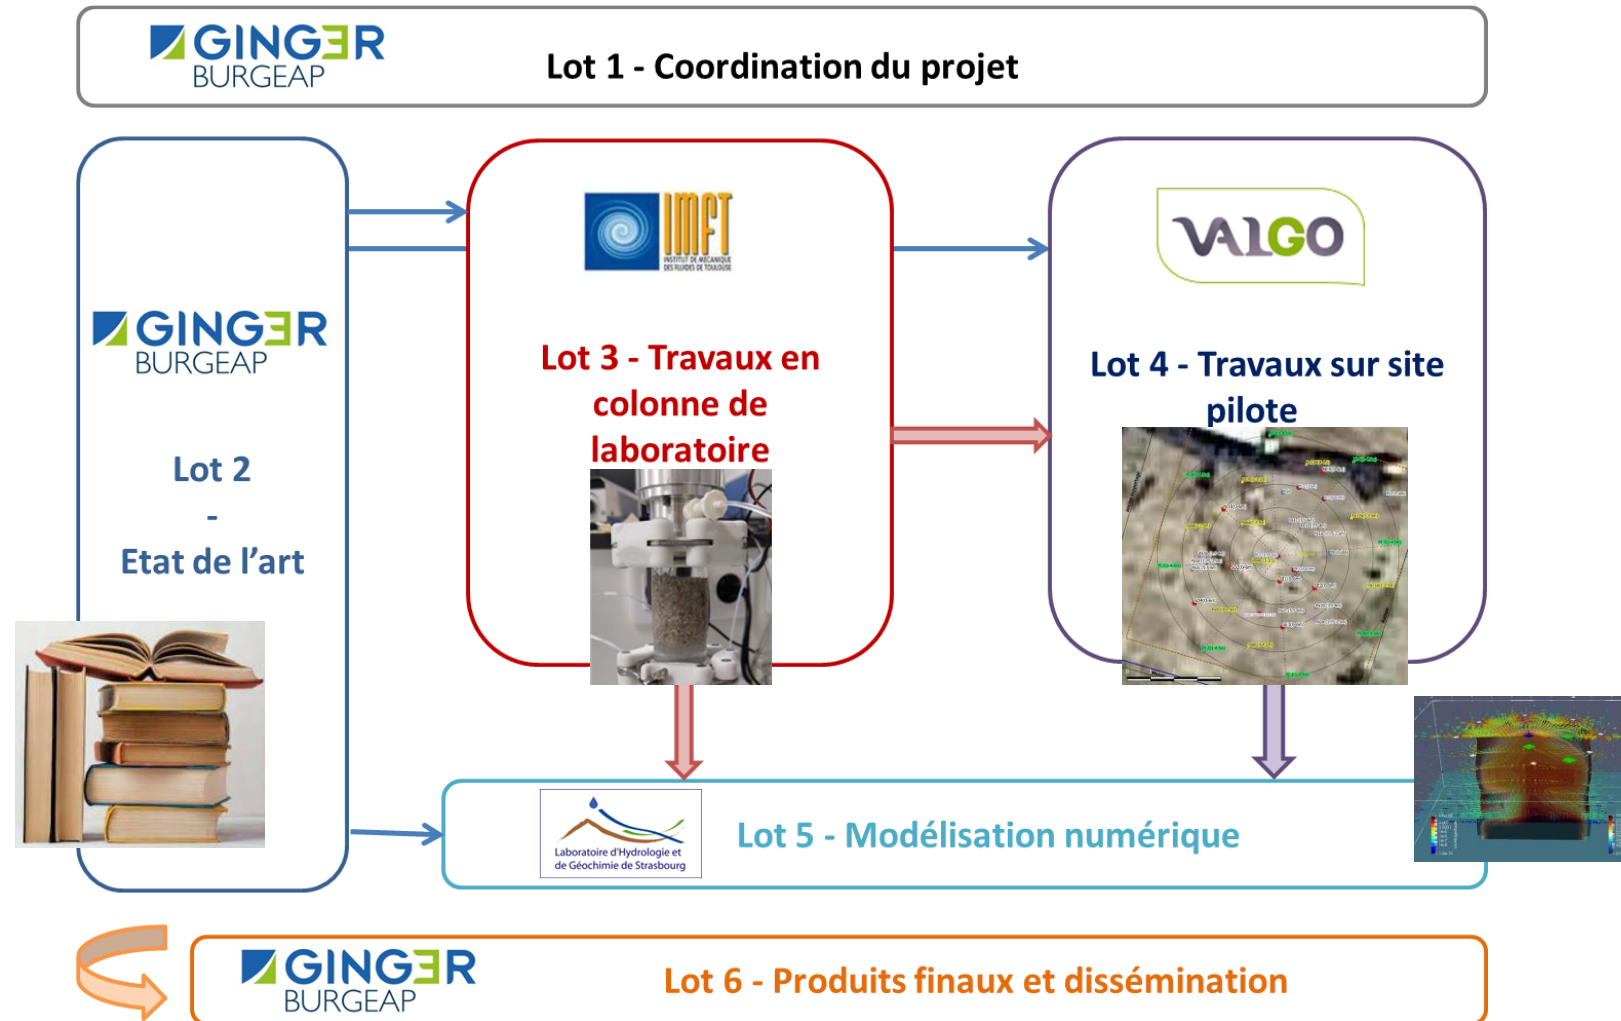 GINGER
BURGEAP
Lot 1 - Coordination du projet
GINGER
BURGEAP
Lot 2
-
Etat de l’art
IMFT
INSTITUT DE MECANIQUE
DES FLUIDES DE TOULOUSE
Lot 3 - Travaux en
colonne de
laboratoire
VALGO
Lot 4 - Travaux sur site
pilote
Laboratoire d'Hydrologie et
de Géochimie de Strasbourg
Lot 5 - Modélisation numérique
GINGER
BURGEAP
Lot 6 - Produits finaux et dissémination